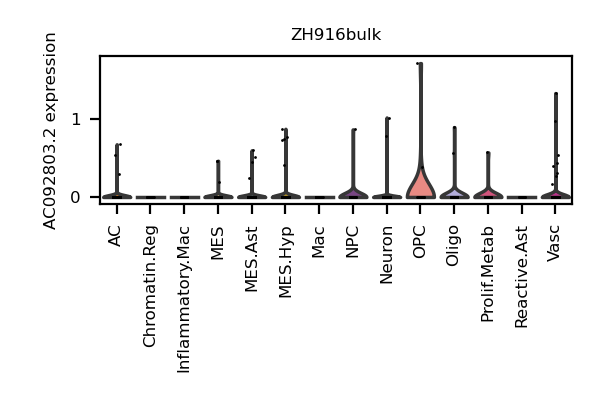 ZH916bulk
AC092803.2 expression
1
0
AC
Chromatin.Reg
Inflammatory.Mac
MES
MES.Ast
MES.Hyp
Mac
NPC
Neuron
OPC
Oligo
Prolif.Metab
Reactive.Ast
Vasc